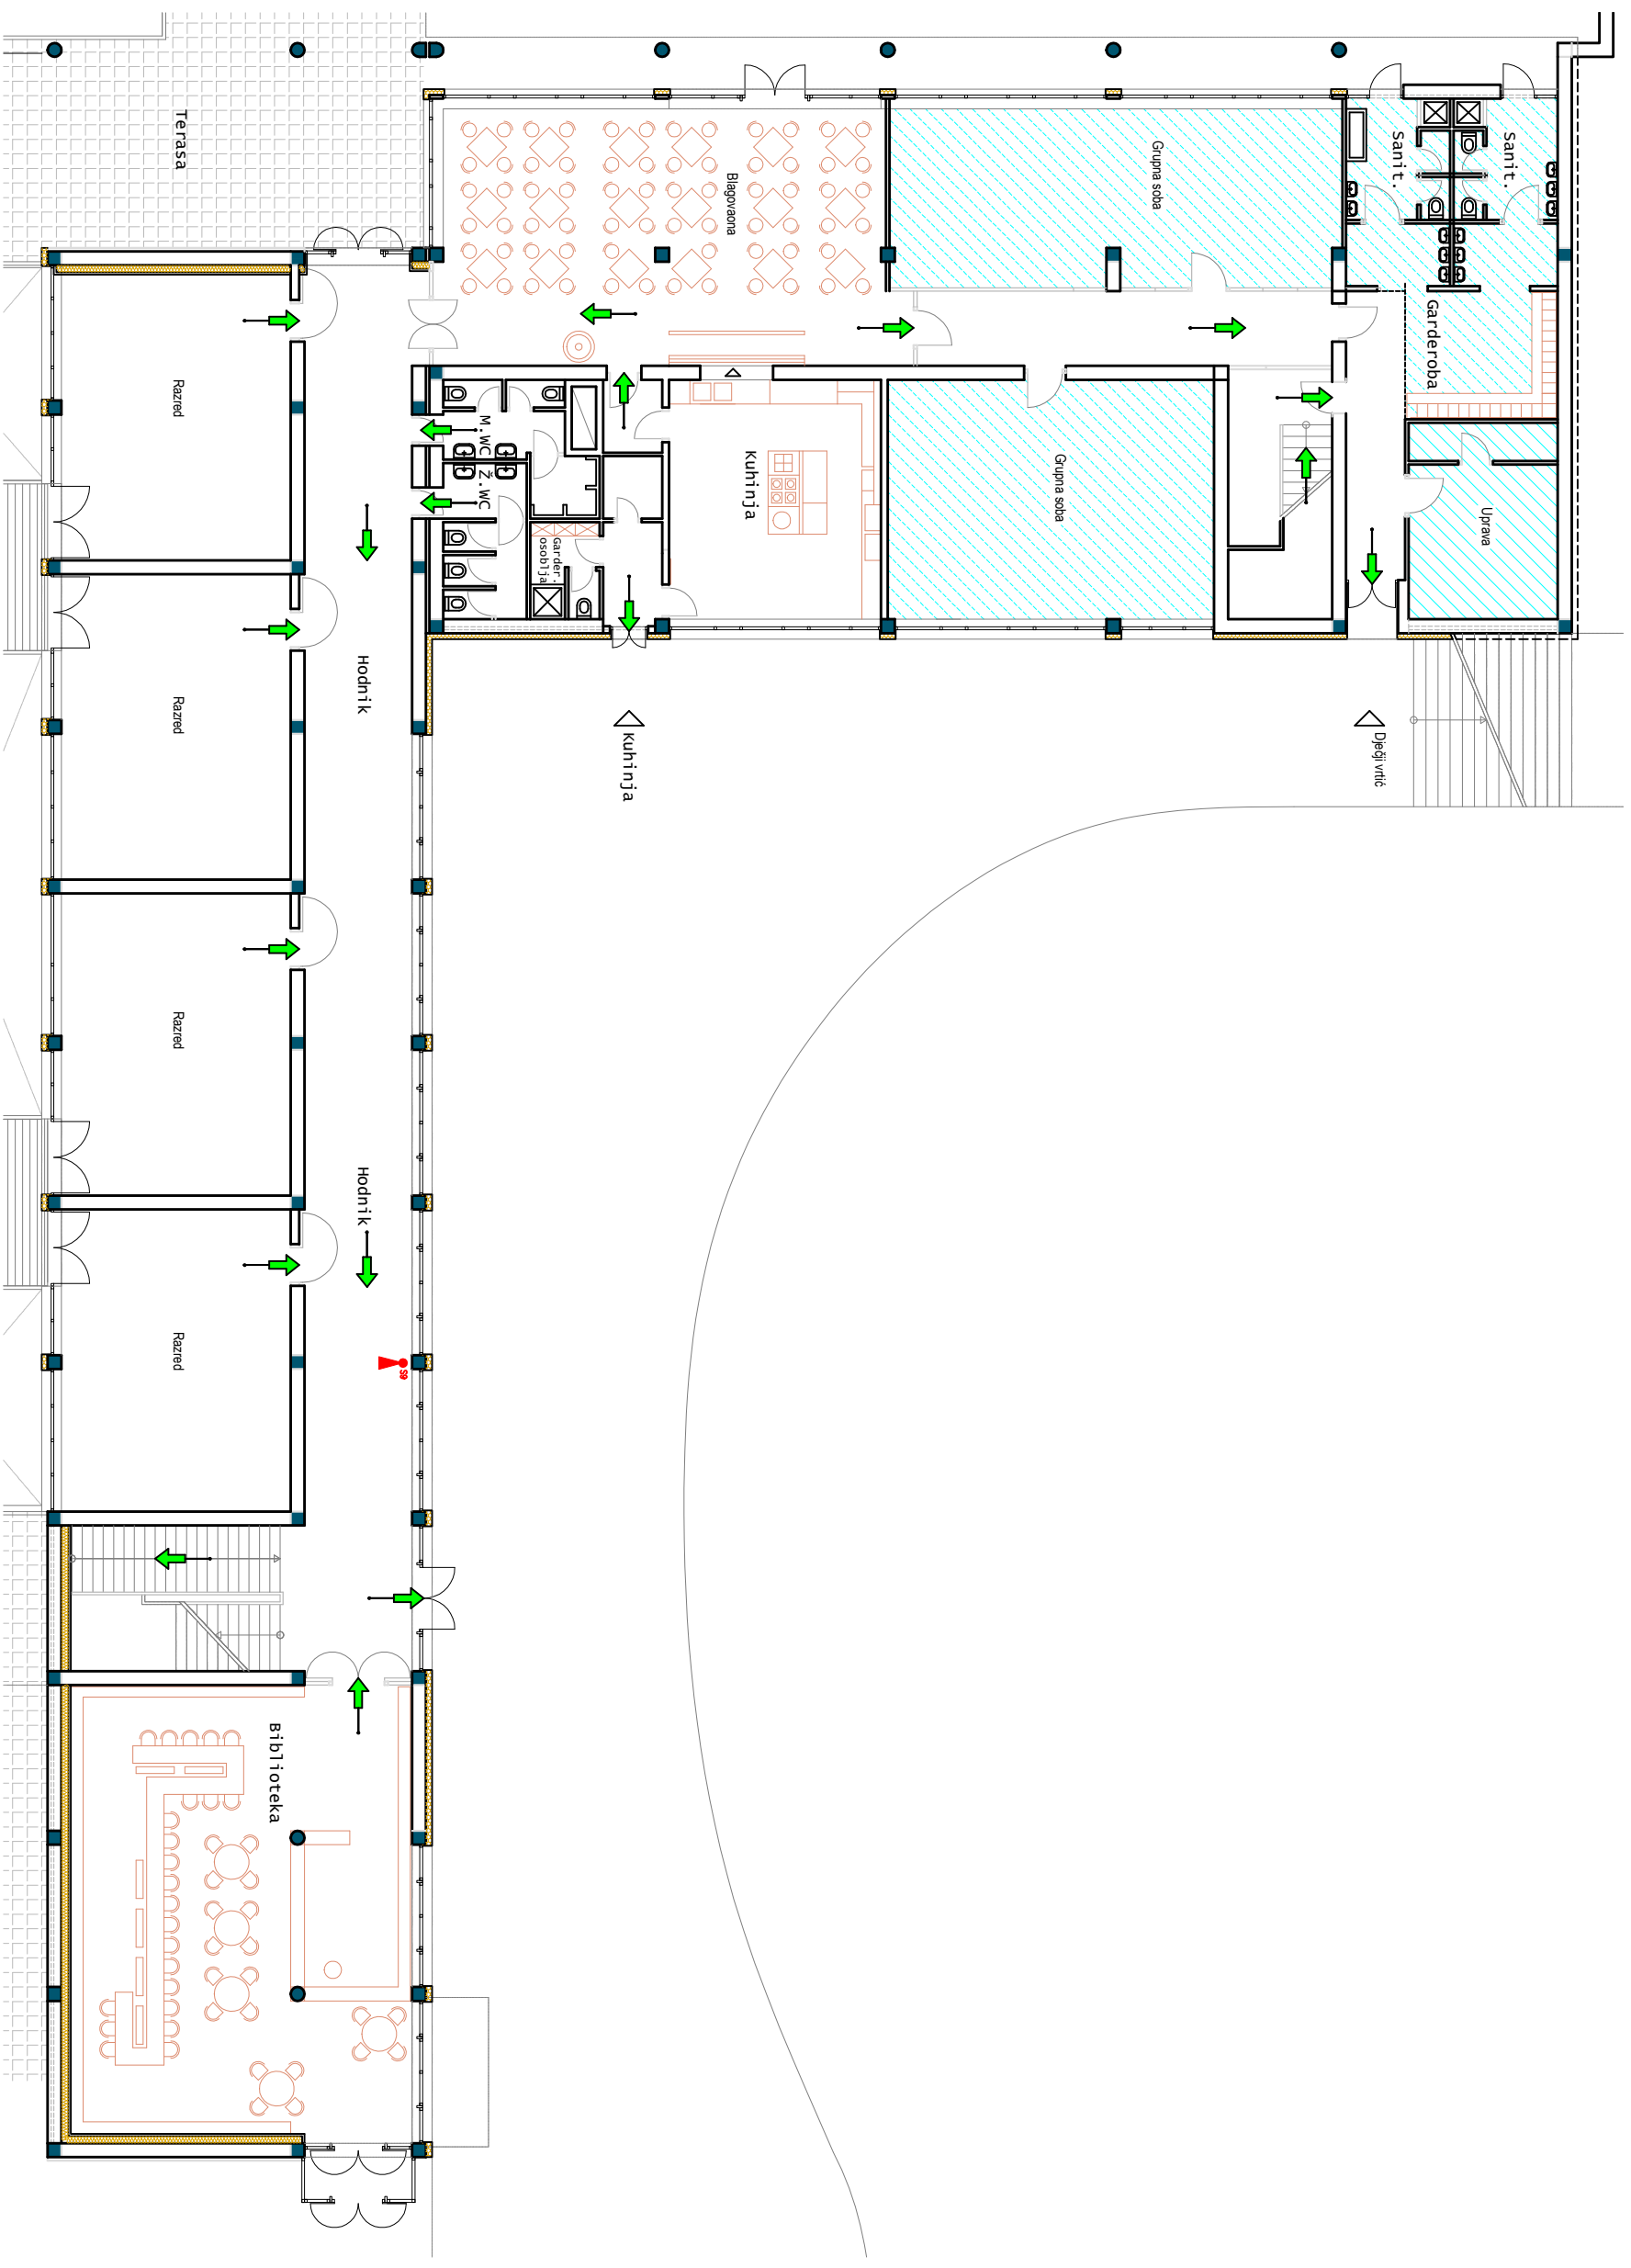 Terasa
Blagovaona
Grupna soba
Sanit.
Sanit.
Garderoba
Razred
M.WC
Ž.WC
Kuhinja
Grupna soba
Uprava
Garder.
osoblja
Hodnik
Razred
Kuhinja
Dječji vrtić
Razred
Hodnik
Razred
S9
Biblioteka